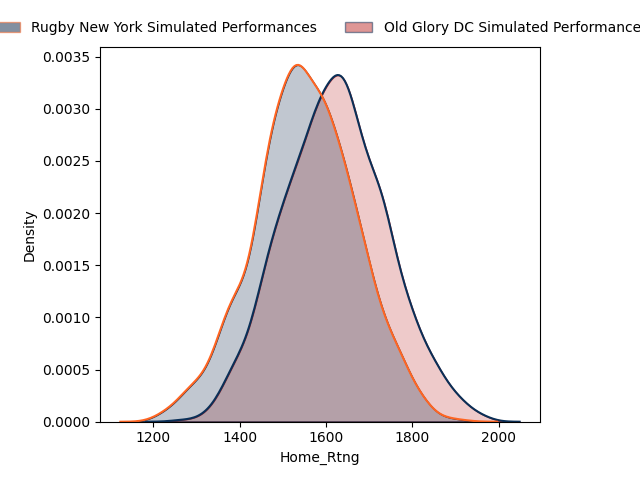 Rugby New York Simulated Performances
Old Glory DC Simulated Performance
0.0035
0.0030
0.0025
0.0020
0.0015
0.0010
0.0005
0.0000
Density
1200 1400 1600 1800 2000
Home_Rtng